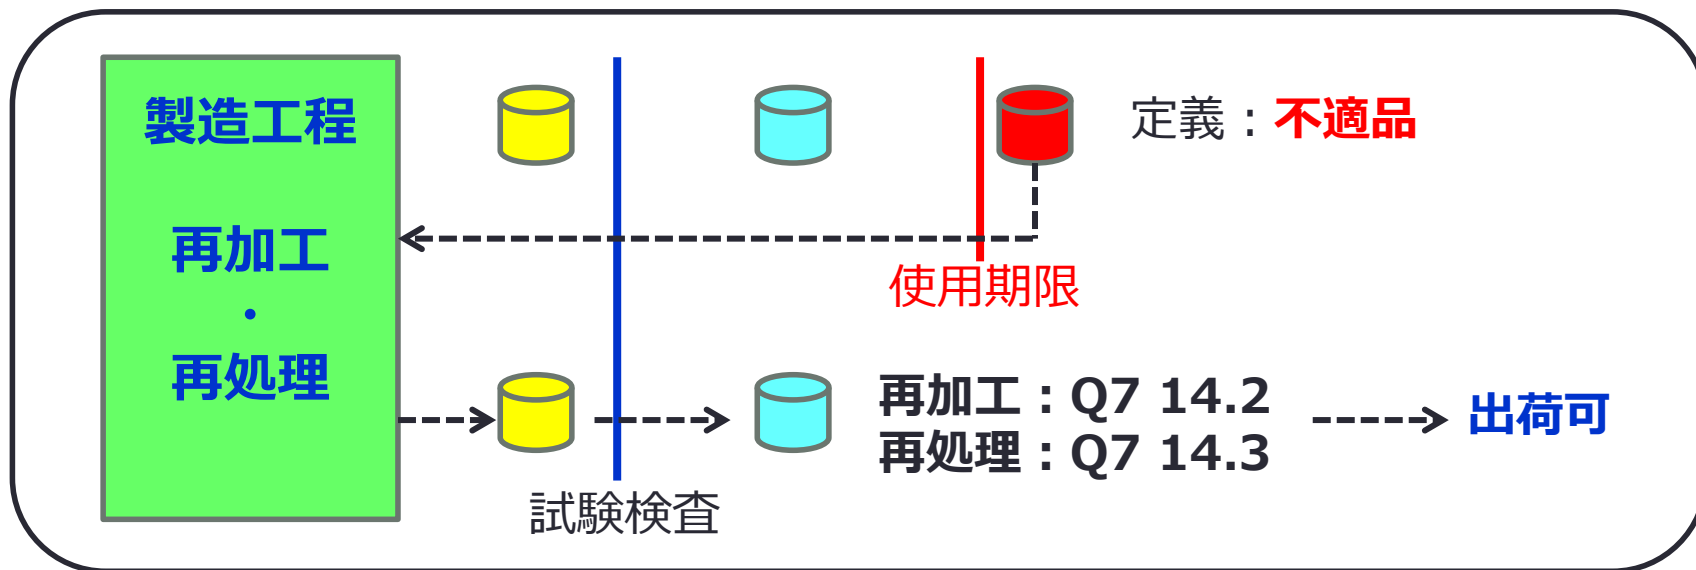 製造工程
再加工
・
再処理
定義：不適品
使用期限
再加工：Q7 14.2
再処理：Q7 14.3
出荷可
試験検査